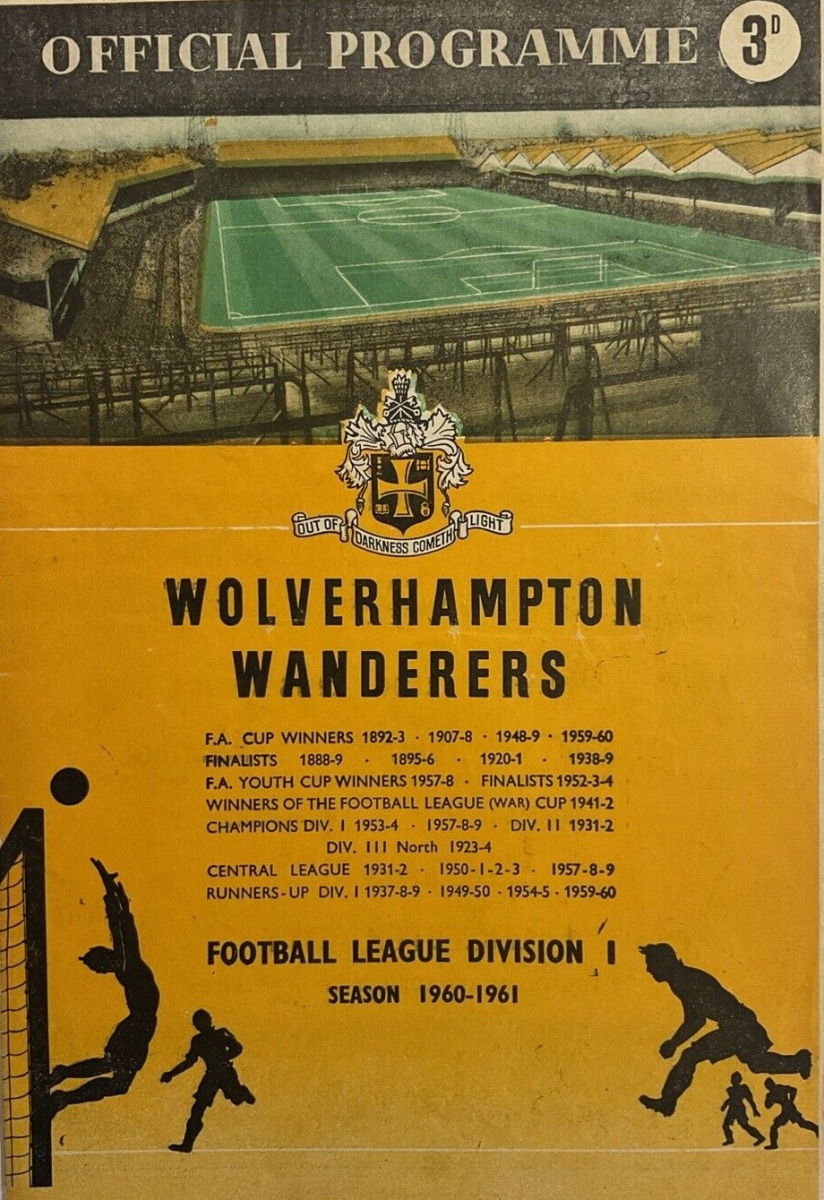 OFFICIAL PROGRAMME 3D
OUT OF DARKNESS COMETH LIGHT
WOLVERHAMPTON
WANDERERS
F.A. CUP WINNERS 1892-3 · 1907-8 · 1948-9 · 1959-60
FINALISTS 1888-9 · 1895-6 · 1920-1 · 1938-9
F.A. YOUTH CUP WINNERS 1957-8 · FINALISTS 1952-3-4
WINNERS OF THE FOOTBALL LEAGUE (WAR) CUP 1941-2
CHAMPIONS DIV. I 1953-4 · 1957-8-9 · DIV. II 1931-2
DIV. III North 1923-4
CENTRAL LEAGUE 1931-2 · 1950-1-2-3 · 1957-8-9
RUNNERS-UP DIV. I 1937-8-9 · 1949-50 · 1954-5 · 1959-60
FOOTBALL LEAGUE DIVISION I
SEASON 1960-1961